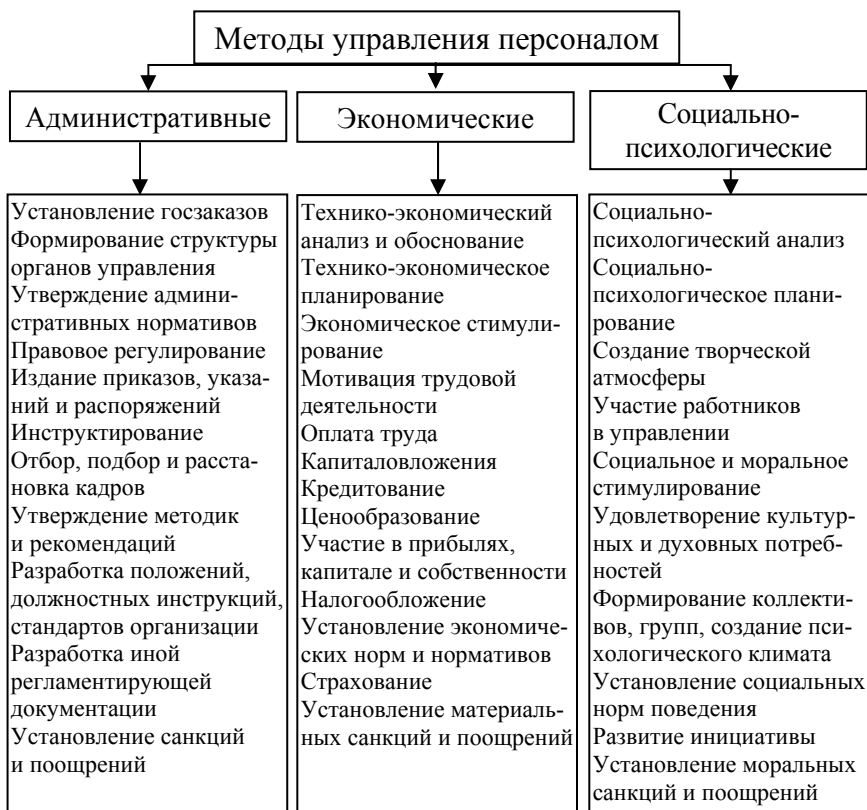 Методы управления персоналом
Административные
Экономические
Социально-
психологические
Установление госзаказов
Формирование структуры
органов управления
Утверждение админи-
стративных нормативов
Правовое регулирование
Издание приказов, указа-
ний и распоряжений
Инструктирование
Отбор, подбор и расста-
новка кадров
Утверждение методик
и рекомендаций
Разработка положений,
должностных инструкций,
стандартов организации
Разработка иной
регламентирующей
документации
Установление санкций
и поощрений
Технико-экономический
анализ и обоснование
Технико-экономическое
планирование
Экономическое стимули-
рование
Мотивация трудовой
деятельности
Оплата труда
Капиталовложения
Кредитование
Ценообразование
Участие в прибылях,
капитале и собственности
Налогообложение
Установление экономиче-
ских норм и нормативов
Страхование
Установление материаль-
ных санкций и поощрений
Социально-
психологический анализ
Социально-
психологическое плани-
рование
Создание творческой
атмосферы
Участие работников
в управлении
Социальное и моральное
стимулирование
Удовлетворение культур-
ных и духовных потреб-
ностей
Формирование коллекти-
вов, групп, создание пси-
хологического климата
Установление социальных
норм поведения
Развитие инициативы
Установление моральных
санкций и поощрений